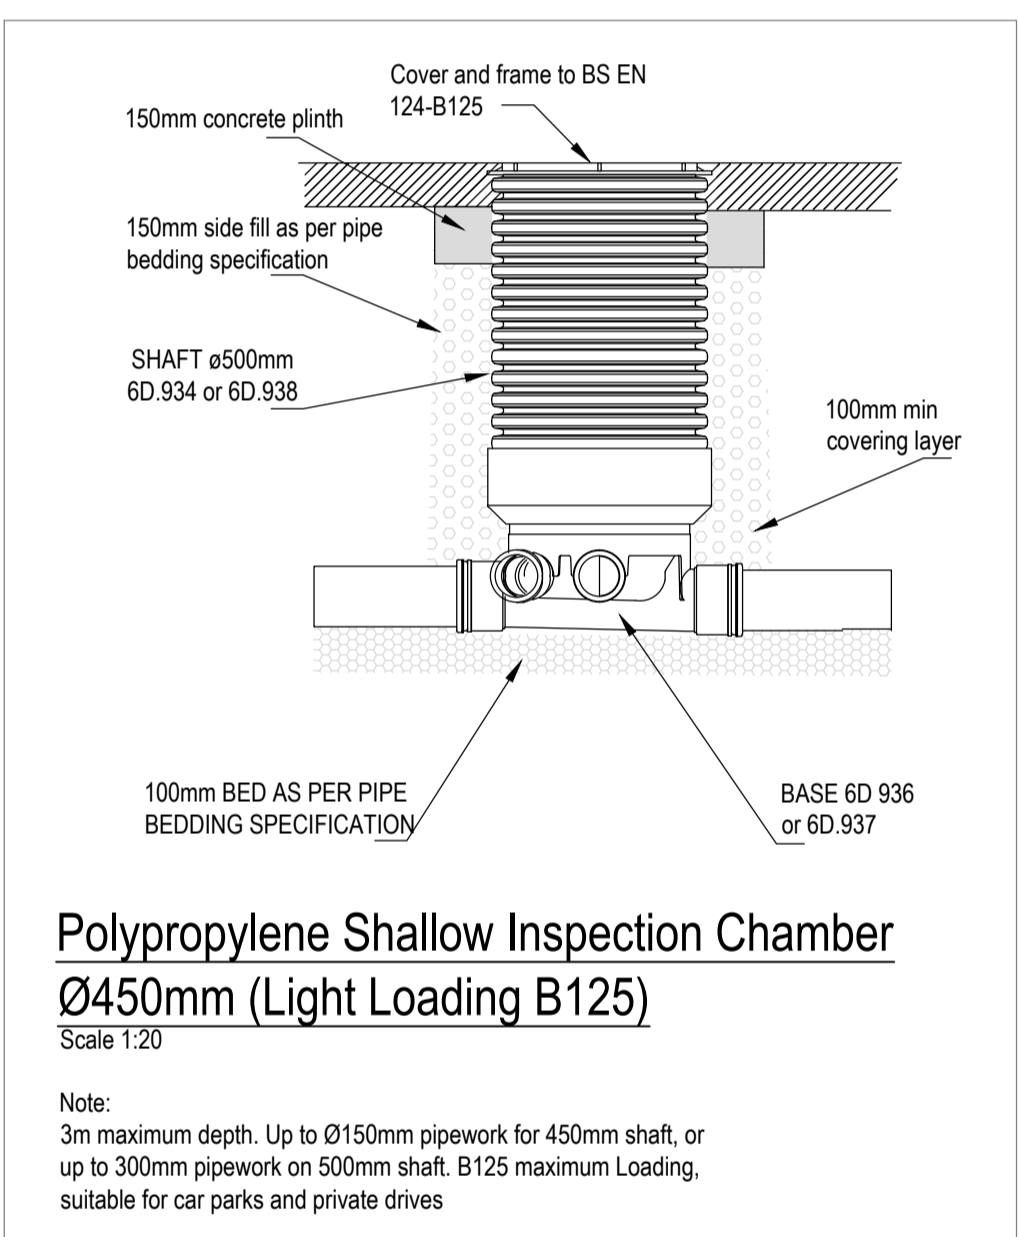 Cover and frame to BS EN
124-B125
150mm concrete plinth
150mm side fill as per pipe
bedding specification
SHAFT ø500mm
6D.934 or 6D.938
100mm min
covering layer
100mm BED AS PER PIPE
BEDDING SPECIFICATION
BASE 6D 936
or 6D.937
Polypropylene Shallow Inspection Chamber
Ø450mm (Light Loading B125)
Scale 1:20
Note:
3m maximum depth. Up to Ø150mm pipework for 450mm shaft, or
up to 300mm pipework on 500mm shaft. B125 maximum Loading,
suitable for car parks and private drives